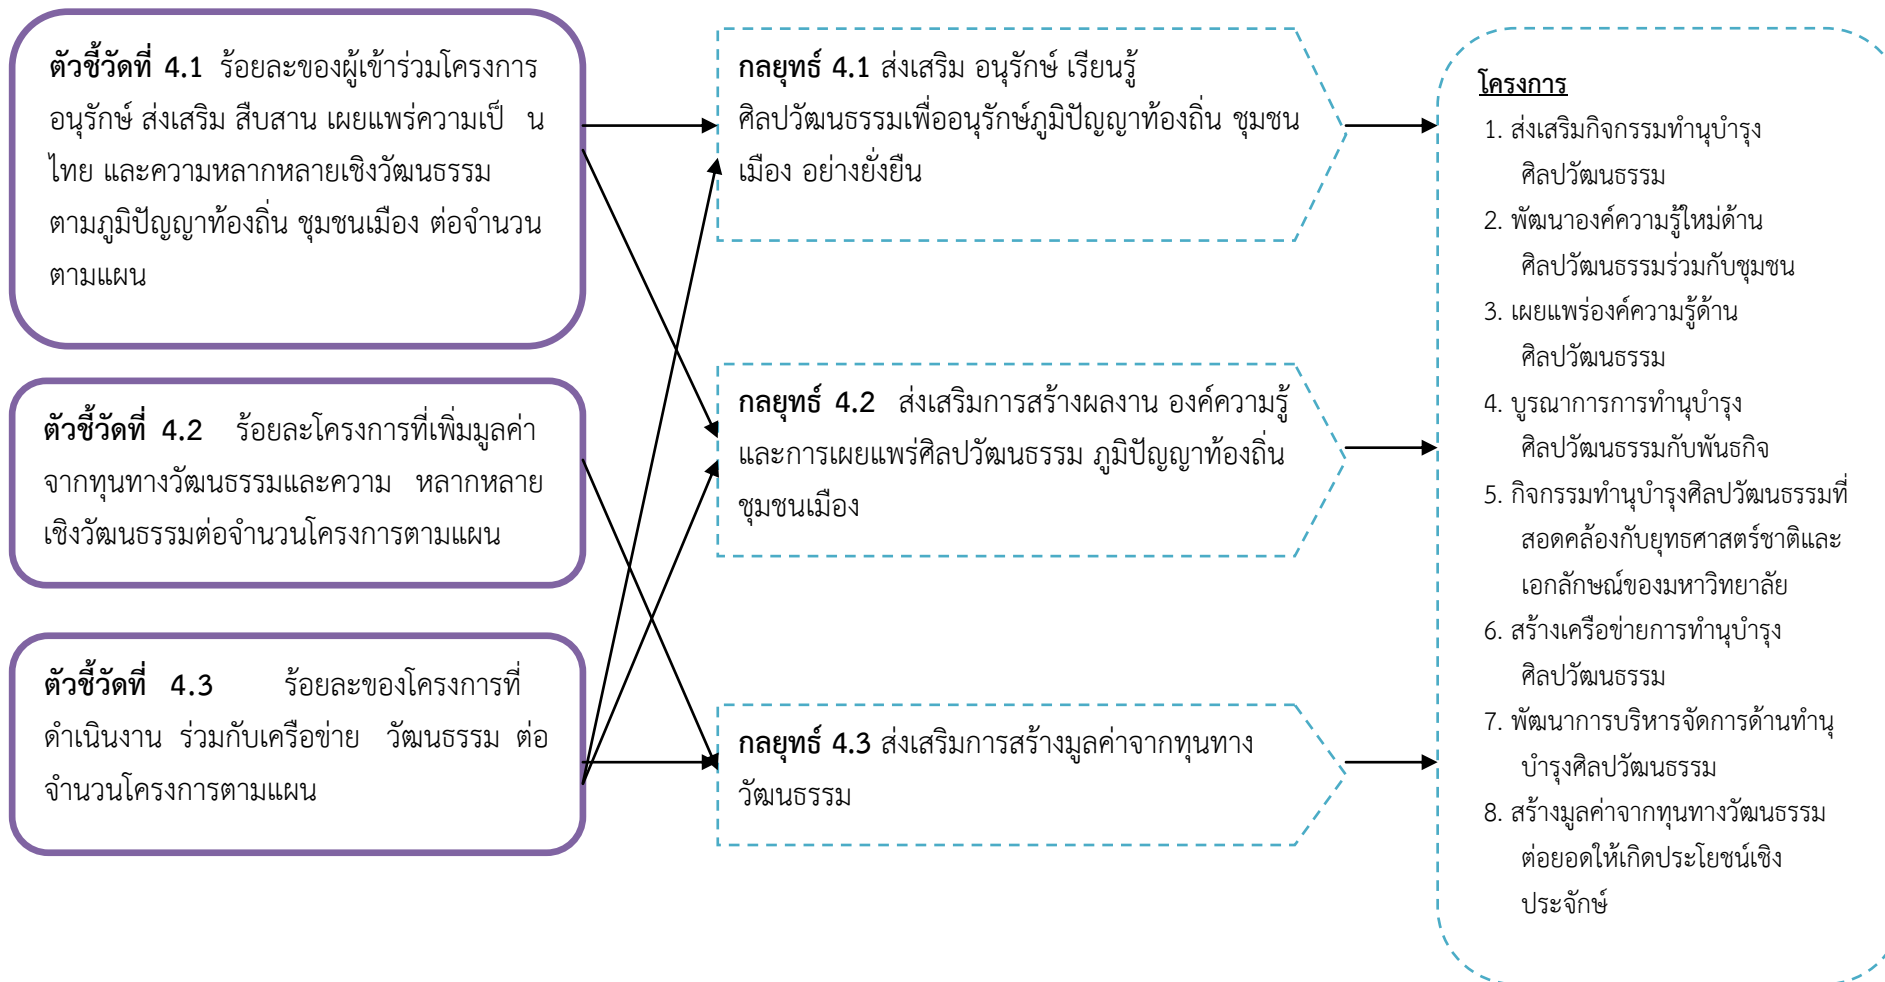 ตัวชี้วัดที่ 4.1 ร้อยละของผู้เข้าร่วมโครงการ
อนุรักษ์ ส่งเสริม สืบสาน เผยแพร่ความเป็ น
ไทย และความหลากหลายเชิงวัฒนธรรม
ตามภูมิปัญญาท้องถิ่น ชุมชนเมือง ต่อจำนวน
ตามแผน
ตัวชี้วัดที่ 4.2 ร้อยละโครงการที่เพิ่มมูลค่า
จากทุนทางวัฒนธรรมและความ หลากหลาย
เชิงวัฒนธรรมต่อจำนวนโครงการตามแผน
ตัวชี้วัดที่ 4.3 ร้อยละของโครงการที่
ดำเนินงาน ร่วมกับเครือข่าย วัฒนธรรม ต่อ
จำนวนโครงการตามแผน
กลยุทธ์ 4.1 ส่งเสริม อนุรักษ์ เรียนรู้
ศิลปวัฒนธรรมเพื่ออนุรักษ์ภูมิปัญญาท้องถิ่น ชุมชน
เมือง อย่างยั่งยืน
กลยุทธ์ 4.2 ส่งเสริมการสร้างผลงาน องค์ความรู้
และการเผยแพร่ศิลปวัฒนธรรม ภูมิปัญญาท้องถิ่น
ชุมชนเมือง
กลยุทธ์ 4.3 ส่งเสริมการสร้างมูลค่าจากทุนทาง
วัฒนธรรม
โครงการ
1. ส่งเสริมกิจกรรมทำนุบำรุง
ศิลปวัฒนธรรม
2. พัฒนาองค์ความรู้ใหม่ด้าน
ศิลปวัฒนธรรมร่วมกับชุมชน
3. เผยแพร่องค์ความรู้ด้าน
ศิลปวัฒนธรรม
4. บูรณาการการทำนุบำรุง
ศิลปวัฒนธรรมกับพันธกิจ
5. กิจกรรมทำนุบำรุงศิลปวัฒนธรรมที่
สอดคล้องกับยุทธศาสตร์ชาติและ
เอกลักษณ์ของมหาวิทยาลัย
6. สร้างเครือข่ายการทำนุบำรุง
ศิลปวัฒนธรรม
7. พัฒนาการบริหารจัดการด้านทำนุ
บำรุงศิลปวัฒนธรรม
8. สร้างมูลค่าจากทุนทางวัฒนธรรม
ต่อยอดให้เกิดประโยชน์เชิง
ประจักษ์